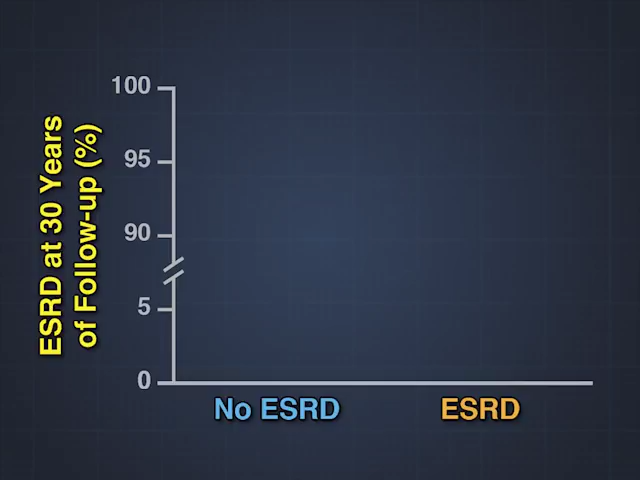 ESRD at 30 Years
of Follow-up (%)
100
95
90
5
0
No ESRD
ESRD